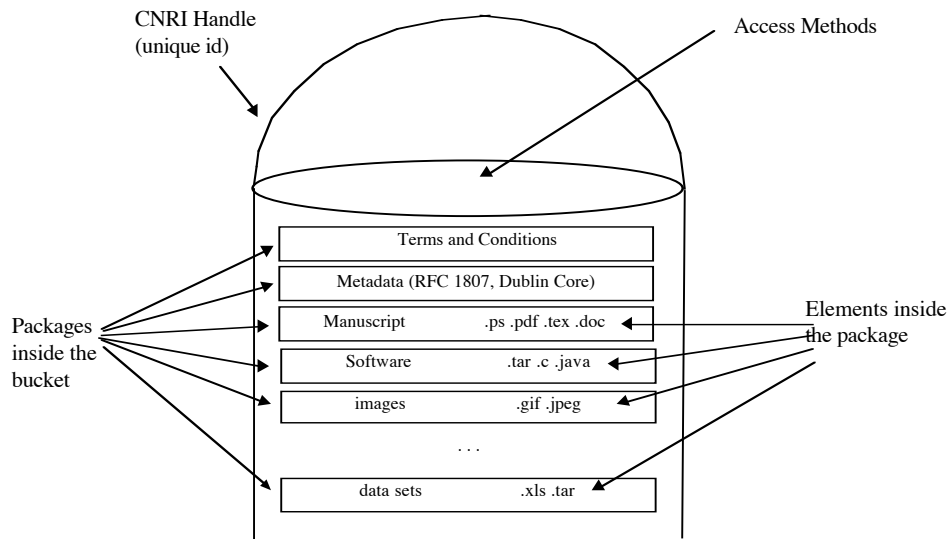 CNRI Handle
(unique id)
Access Methods
Terms and Conditions
Metadata (RFC 1807, Dublin Core)
Manuscript .ps .pdf .tex .doc
Software .tar .c .java
images .gif .jpeg
. . .
data sets .xls .tar
Packages
inside the
bucket
Elements inside
the package